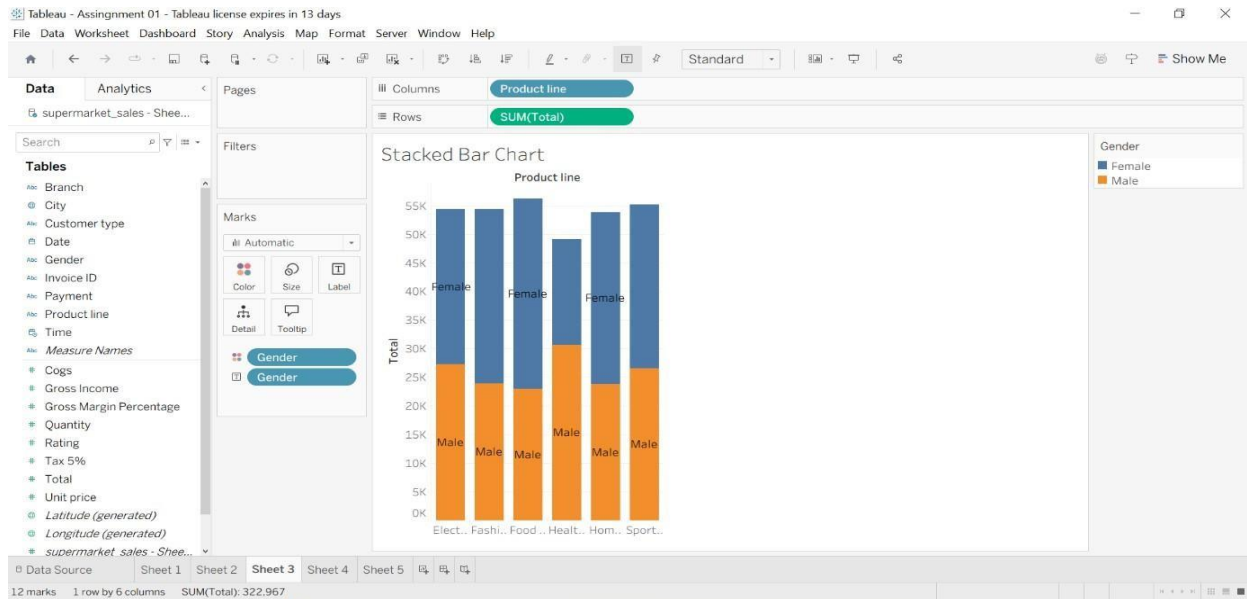 Tableau - Assingnment 01 - Tableau license expires in 13 days
File Data Worksheet Dashboard Story Analysis Map Format Server Window Help
Standard
Show Me
Data Analytics
supermarket_sales - Shee...
Search
Tables
Abc Branch
City
Abc Customer type
Date
Abc Gender
Abc Invoice ID
Abc Payment
Abc Product line
Time
Abc Measure Names
# Cogs
# Gross Income
# Gross Margin Percentage
# Quantity
# Rating
# Tax 5%
# Total
# Unit price
Latitude (generated)
Longitude (generated)
# supermarket_sales - Shee...
Pages
Filters
Marks
Automatic
Color Size Label
Detail Tooltip
Gender
Gender
Columns Product line
Rows SUM(Total)
Stacked Bar Chart
Product line
Total
55K
50K
45K
40K
35K
30K
25K
20K
15K
10K
5K
0K
Female Female Female
Male Male Male Male Male Male
Elect.. Fashi.. Food .. Healt.. Hom.. Sport..
Gender
Female
Male
Data Source Sheet 1 Sheet 2 Sheet 3 Sheet 4 Sheet 5
12 marks 1 row by 6 columns SUM(Total): 322,967